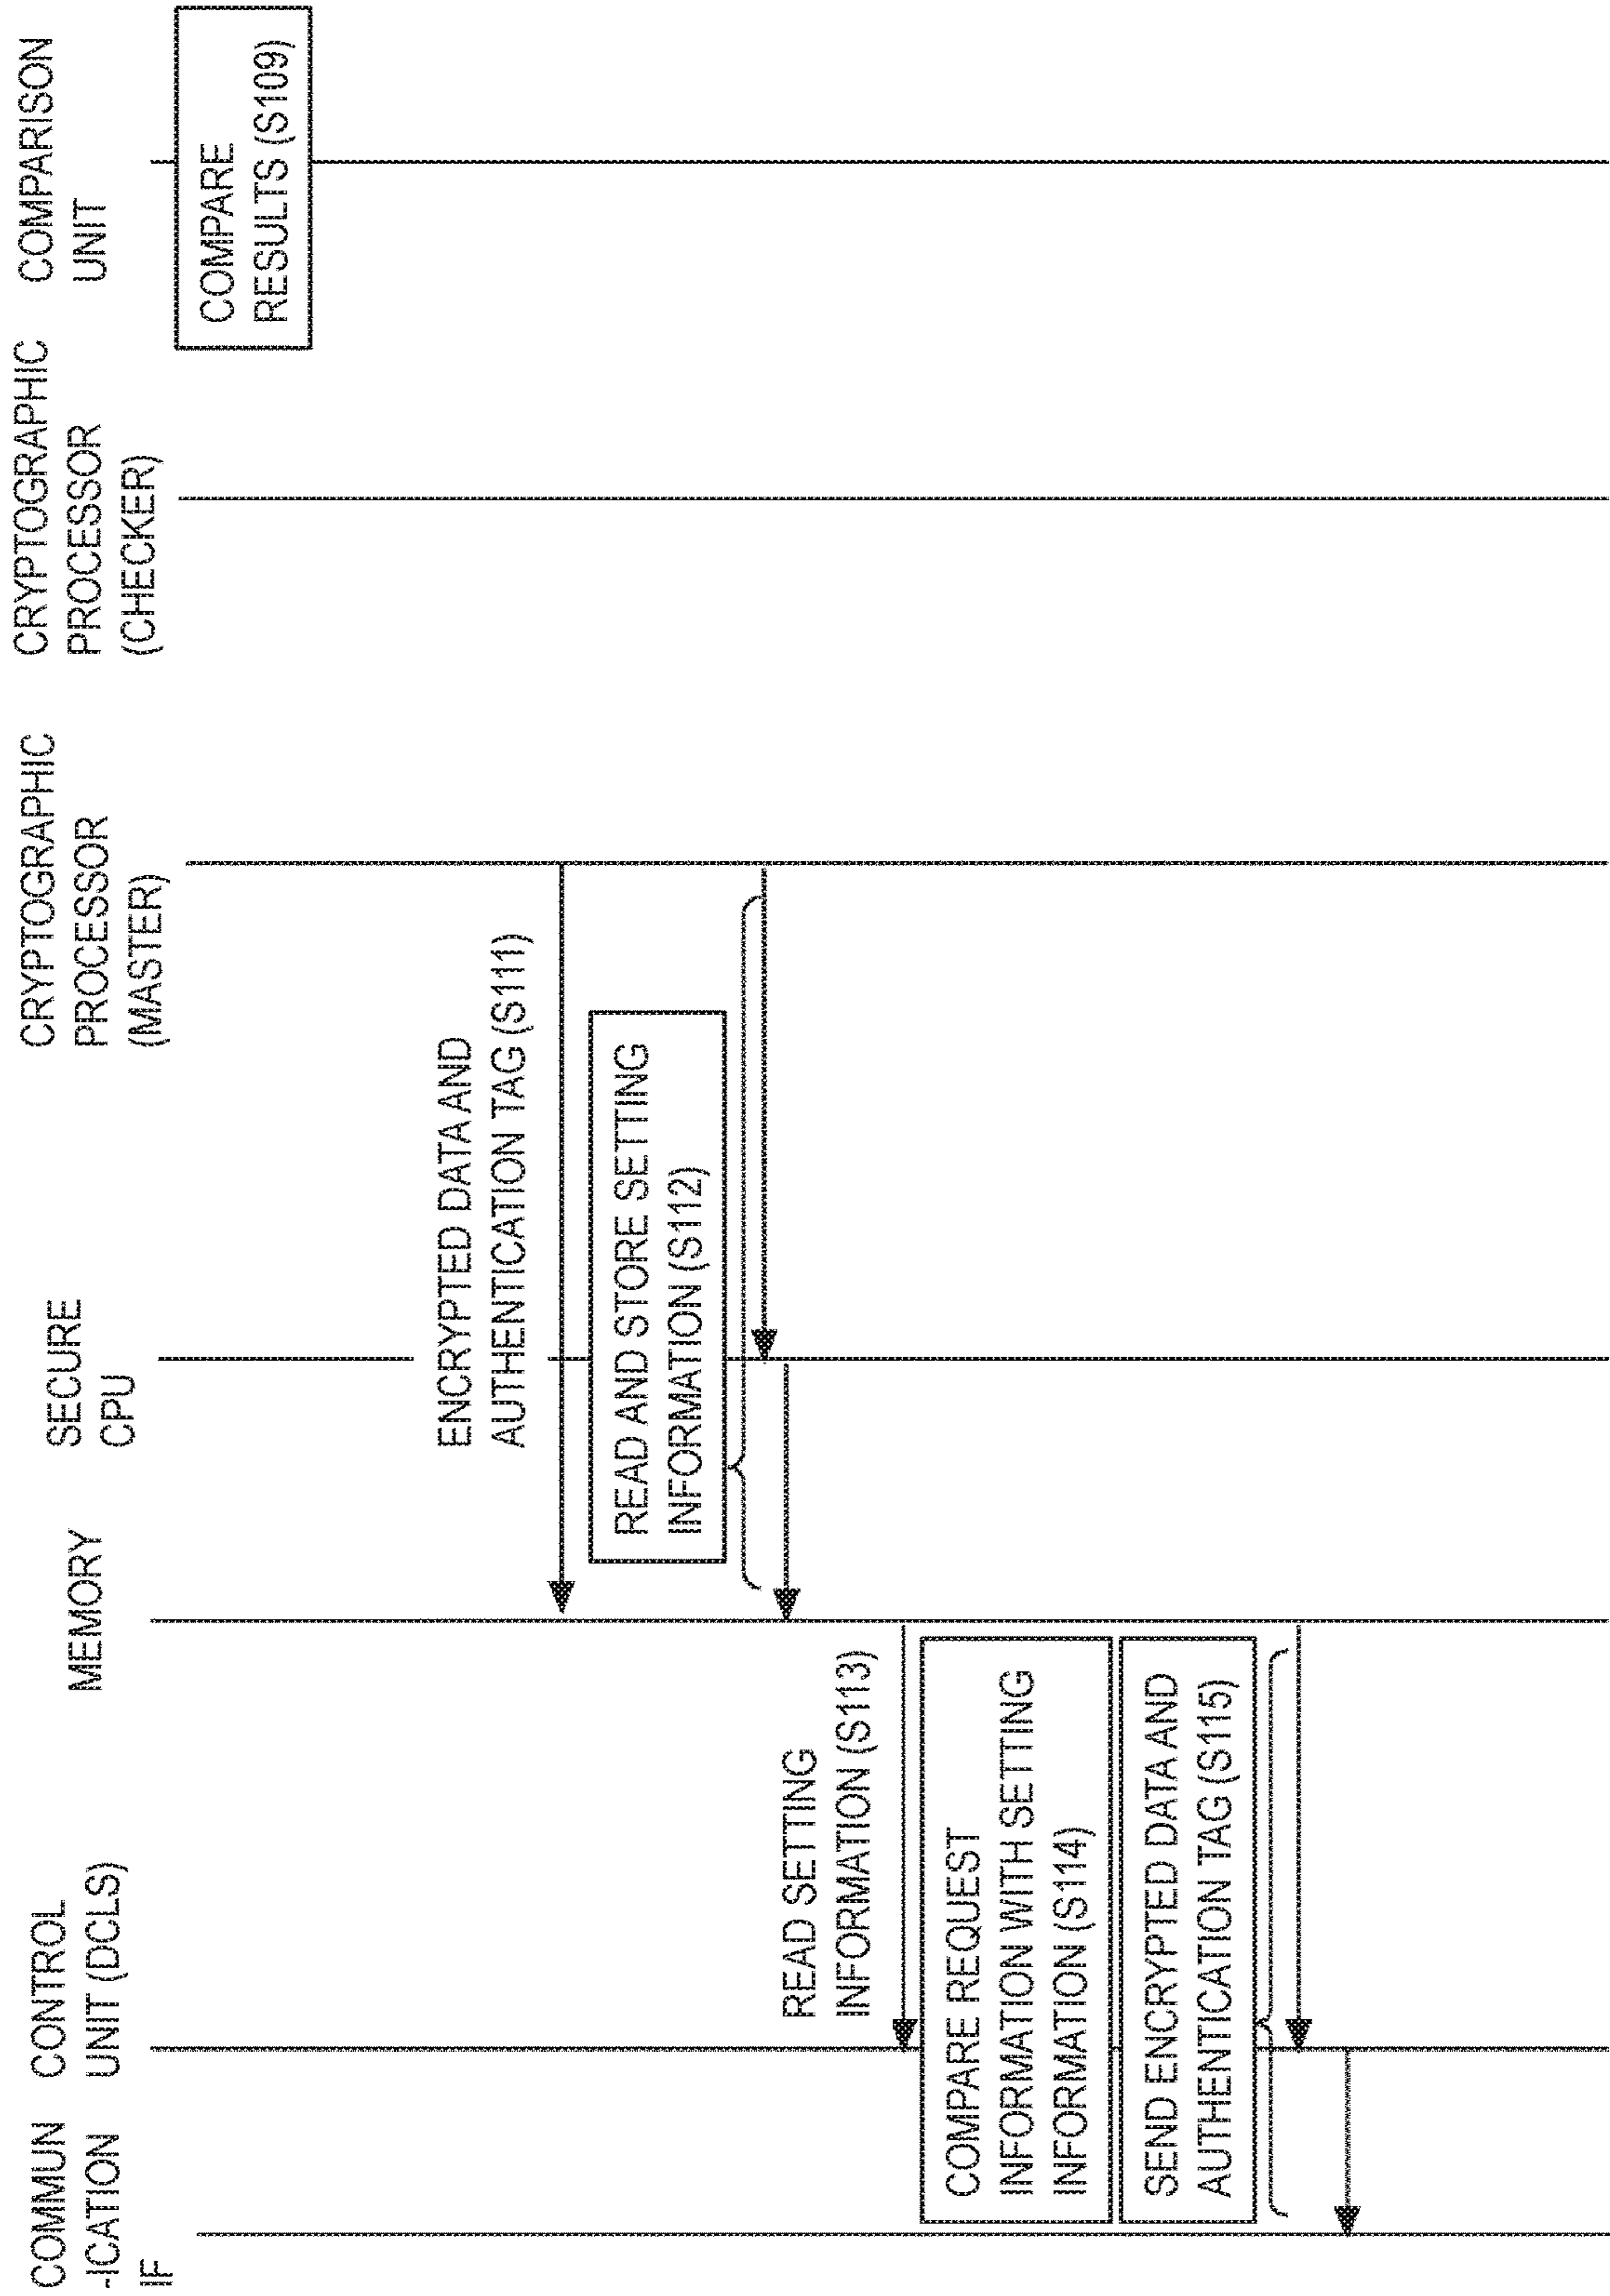 COMMUN
-ICATION
IF
CONTROL
UNIT (DCLS)
MEMORY
SECURE
CPU
CRYPTOGRAPHIC
PROCESSOR
(MASTER)
CRYPTOGRAPHIC
PROCESSOR
(CHECKER)
COMPARISON
UNIT
COMPARE
RESULTS (S109)
ENCRYPTED DATA AND
AUTHENTICATION TAG (S111)
READ AND STORE SETTING
INFORMATION (S112)
READ SETTING
INFORMATION (S113)
COMPARE REQUEST
INFORMATION WITH SETTING
INFORMATION (S114)
SEND ENCRYPTED DATA AND
AUTHENTICATION TAG (S115)